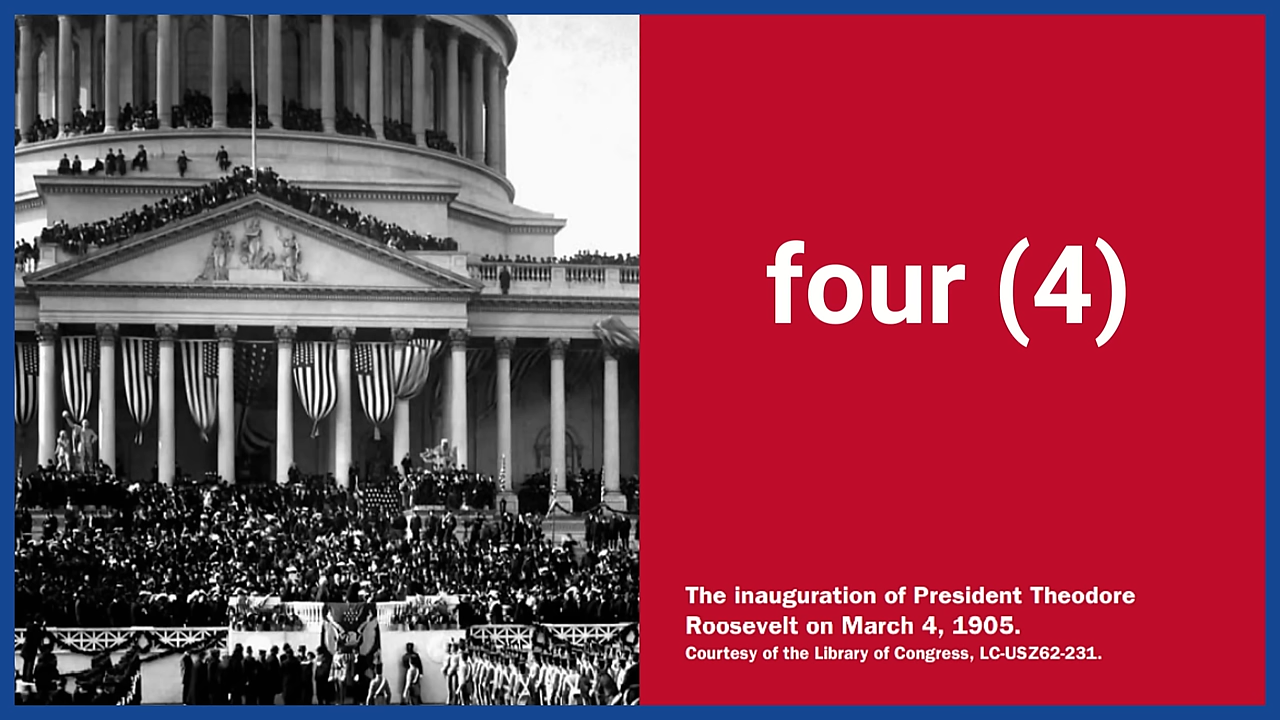 four (4)
The inauguration of President Theodore
Roosevelt on March 4, 1905.
Courtesy of the Library of Congress, LC-USZ62-231.